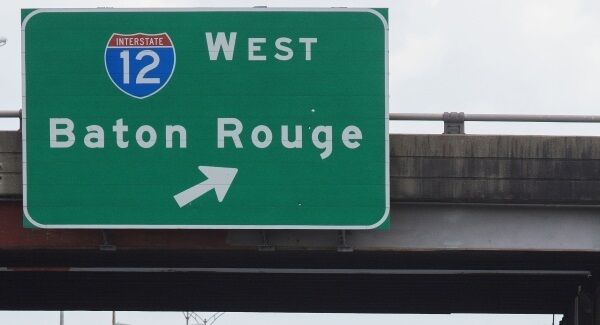 INTERSTATE
12 WEST
Baton Rouge